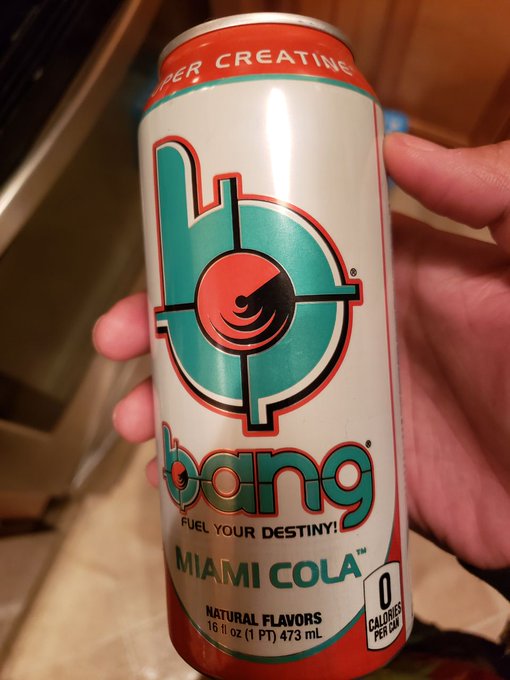 PER CREATINE
bang®
FUEL YOUR DESTINY!
MIAMI COLA™
NATURAL FLAVORS
16 fl oz (1 PT) 473 mL
0
CALORIES
PER CAN